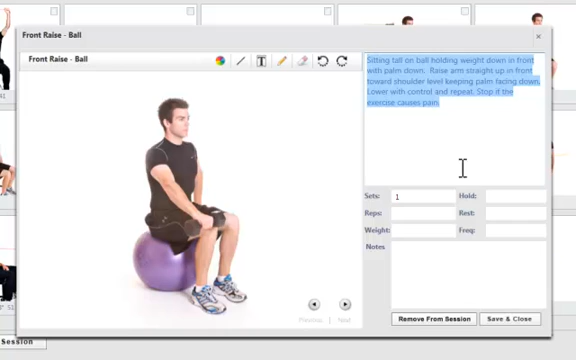 Front Raise - Ball
Front Raise - Ball
T
Sitting tall on ball holding weight down in front
with palm down. Raise arm straight up in front
toward shoulder level keeping palm facing down.
Lower with control and repeat. Stop if the
exercise causes pain.
Sets: 1 Hold:
Reps: Rest:
Weight: Freq:
Notes
Previous | Next
Remove From Session Save & Close
41
Session